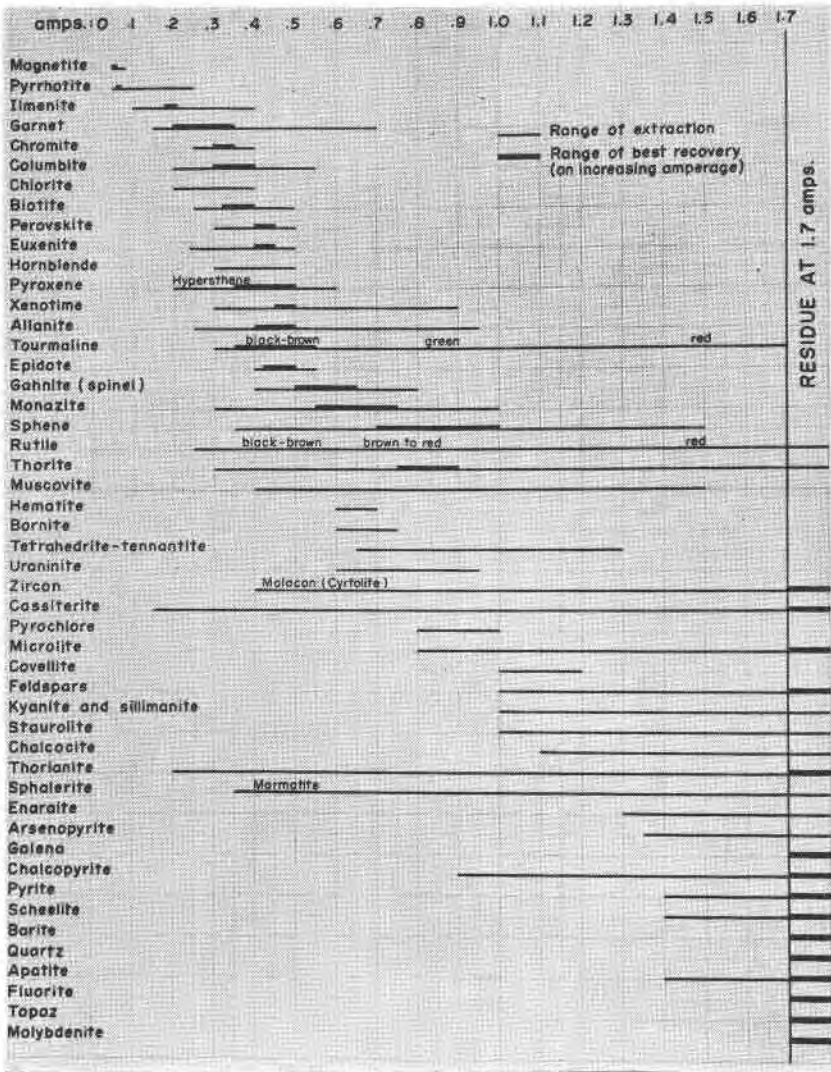 amps.: 0 .1 .2 .3 .4 .5 .6 .7 .8 .9 1.0 1.1 1.2 1.3 1.4 1.5 1.6 1.7
Magnetite
Pyrrhotite
Ilmenite
Garnet
Range of extraction
Chromite
Range of best recovery
Columbite
(on increasing amperage)
Chlorite
Biotite
Perovskite
Euxenite
Hornblende
Pyroxene Hypersthene
Xenotime
Allanite
Tourmaline black-brown green red
Epidote
Gahnite (spinel)
Monazite
Sphene
Rutile black-brown brown to red red
Thorite
Muscovite
Hematite
Bornite
Tetrahedrite-tennantite
Uraninite
Zircon Malacon (Cyrtolite)
Cassiterite
Pyrochlore
Microlite
Covellite
Feldspars
Kyanite and sillimanite
Staurolite
Chalcocite
Thorianite
Sphalerite Marmatite
Enargite
Arsenopyrite
Galena
Chalcopyrite
Pyrite
Scheelite
Barite
Quartz
Apatite
Fluorite
Topaz
Molybdenite
RESIDUE AT 1.7 amps.